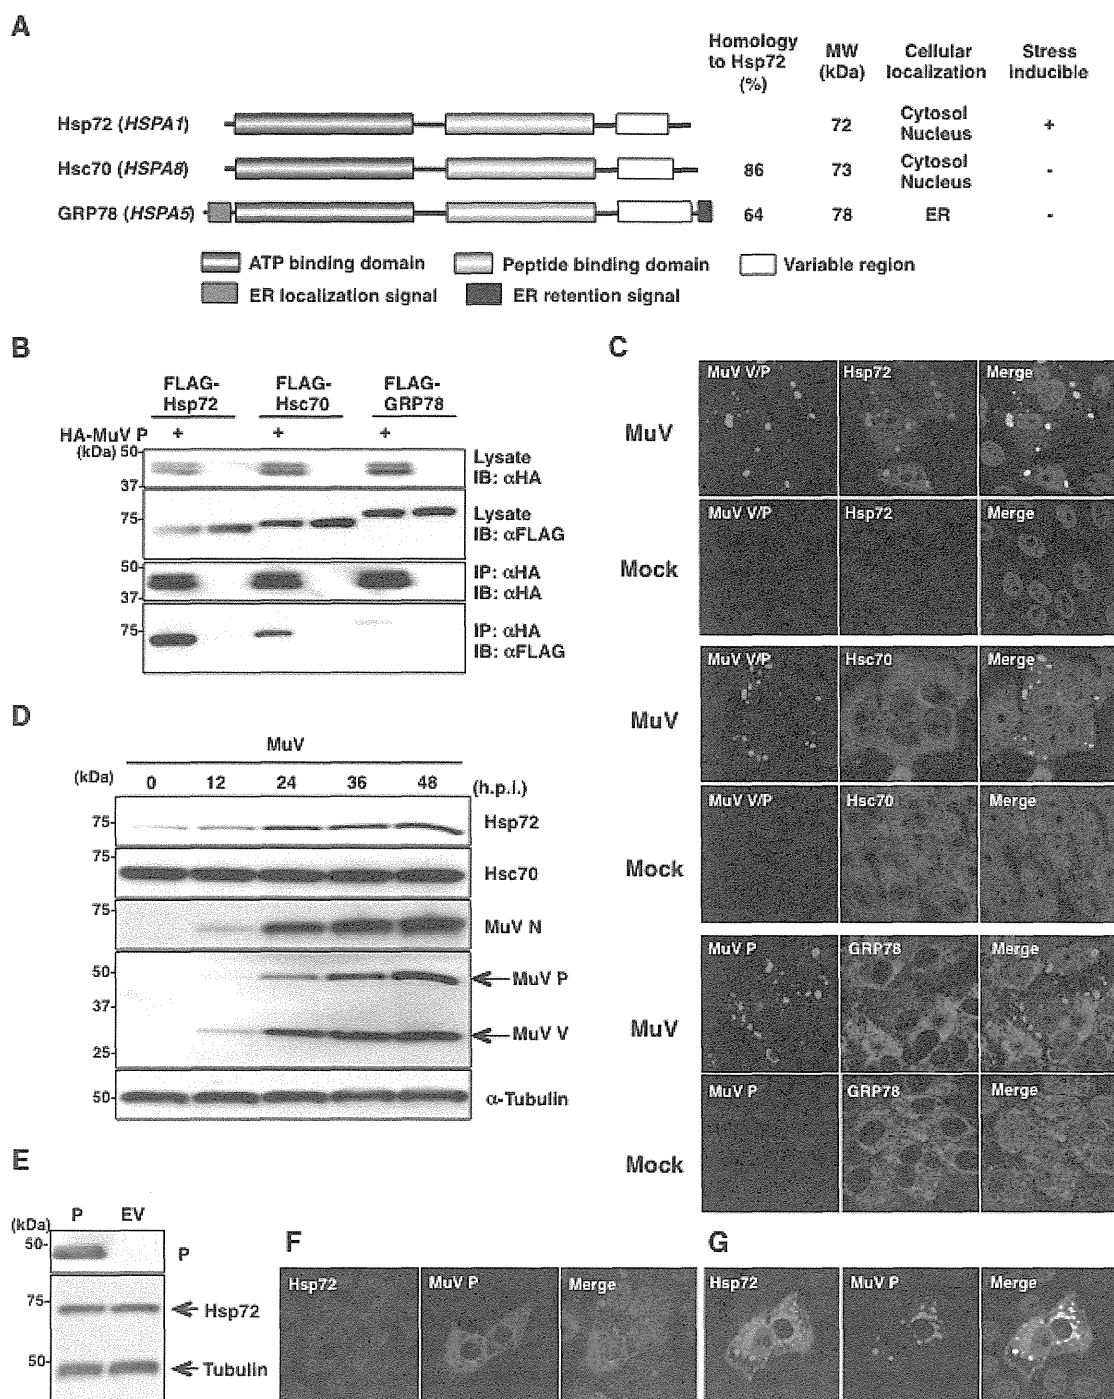 A
Homology to Hsp72 (%)
MW (kDa)
Cellular localization
Stress inducible
Hsp72 (HSPA1)
72
Cytosol Nucleus
+
Hsc70 (HSPA8)
86
73
Cytosol Nucleus
-
GRP78 (HSPA5)
64
78
ER
-
ATP binding domain
Peptide binding domain
Variable region
ER localization signal
ER retention signal
B
FLAG-Hsp72
FLAG-Hsc70
FLAG-GRP78
HA-MuV P
+
+
+
(kDa)
50-
37-
Lysate
IB: αHA
75-
Lysate
IB: αFLAG
50-
37-
IP: αHA
IB: αHA
75-
IP: αHA
IB: αFLAG
C
MuV
MuV V/P
Hsp72
Merge
Mock
MuV V/P
Hsp72
Merge
MuV
MuV V/P
Hsc70
Merge
Mock
MuV V/P
Hsc70
Merge
MuV
MuV P
GRP78
Merge
Mock
MuV P
GRP78
Merge
D
MuV
(kDa)
0
12
24
36
48
(h.p.i.)
75-
Hsp72
75-
Hsc70
75-
MuV N
50-
MuV P
37-
MuV V
25-
50-
α-Tubulin
E
(kDa)
P
EV
50-
P
75-
Hsp72
50-
Tubulin
F
Hsp72
MuV P
Merge
G
Hsp72
MuV P
Merge